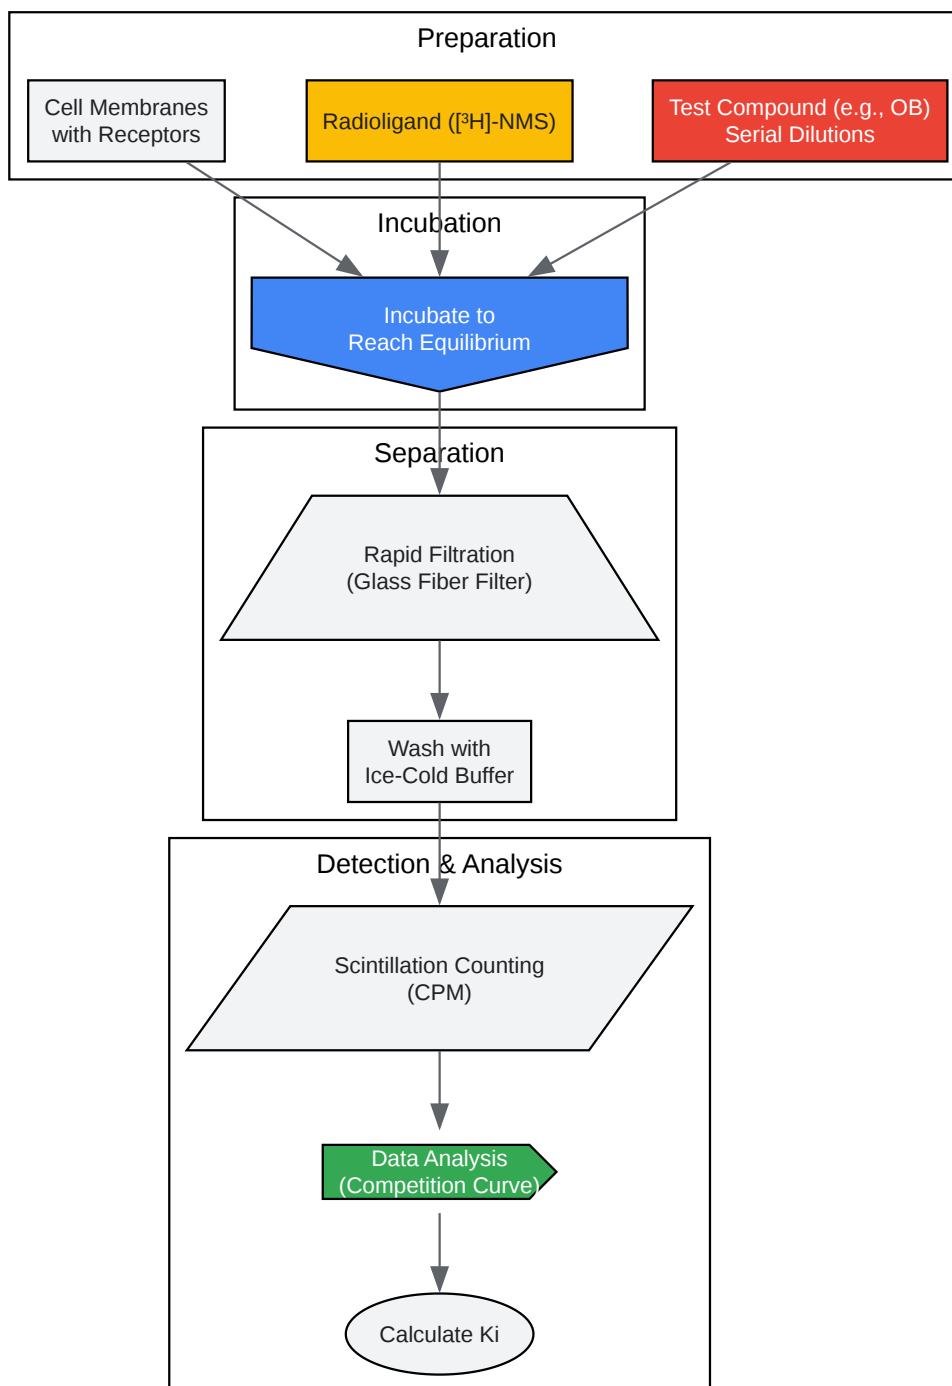 Preparation
Cell Membranes
with Receptors
Radioligand ([³H]-NMS)
Test Compound (e.g., OB)
Serial Dilutions
Incubation
Incubate to
Reach Equilibrium
Separation
Rapid Filtration
(Glass Fiber Filter)
Wash with
Ice-Cold Buffer
Detection & Analysis
Scintillation Counting
(CPM)
Data Analysis
(Competition Curve)
Calculate Ki